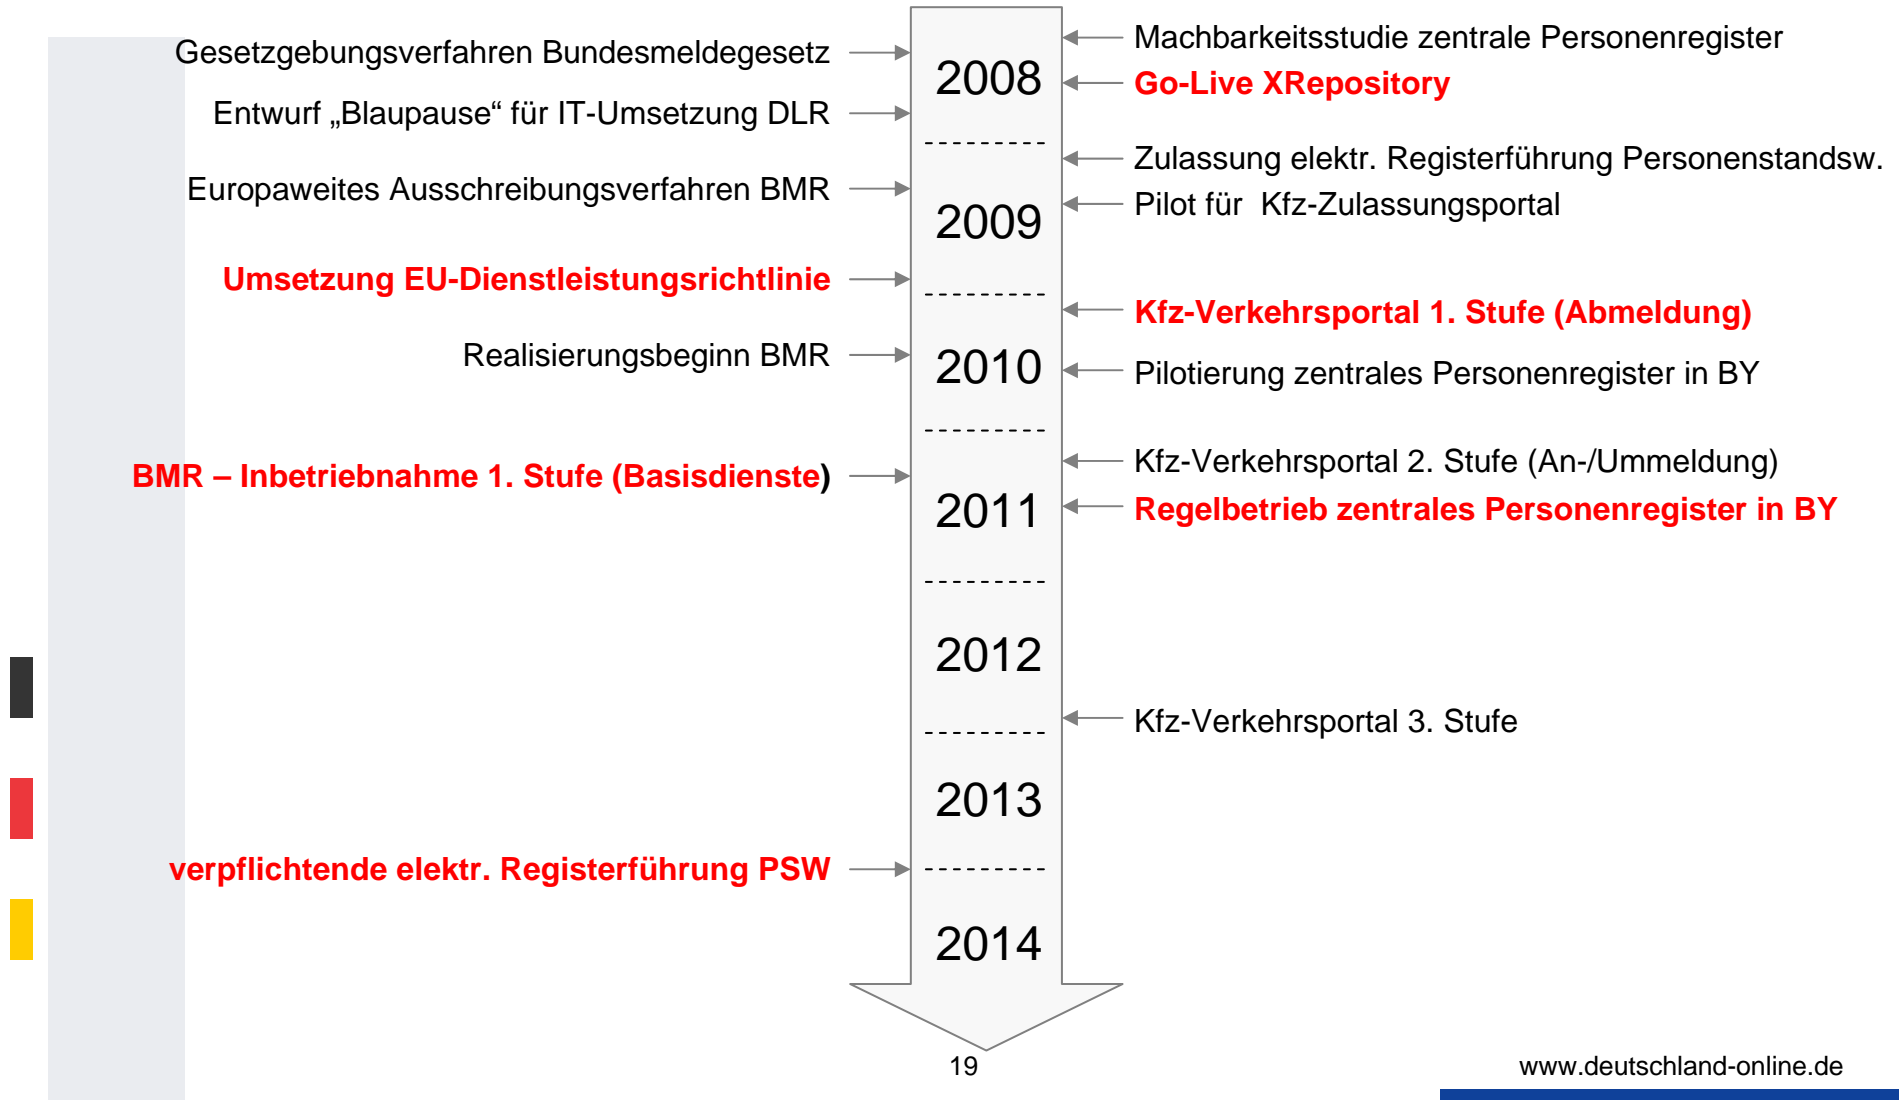 Gesetzgebungsverfahren Bundesmeldegesetz
Entwurf „Blaupause“ für IT-Umsetzung DLR
Europaweites Ausschreibungsverfahren BMR
Umsetzung EU-Dienstleistungsrichtlinie
Realisierungsbeginn BMR
BMR – Inbetriebnahme 1. Stufe (Basisdienste)
verpflichtende elektr. Registerführung PSW
2008
2009
2010
2011
2012
2013
2014
Machbarkeitsstudie zentrale Personenregister
Go-Live XRepository
Zulassung elektr. Registerführung Personenstandsw.
Pilot für Kfz-Zulassungsportal
Kfz-Verkehrsportal 1. Stufe (Abmeldung)
Pilotierung zentrales Personenregister in BY
Kfz-Verkehrsportal 2. Stufe (An-/Ummeldung)
Regelbetrieb zentrales Personenregister in BY
Kfz-Verkehrsportal 3. Stufe
19
www.deutschland-online.de